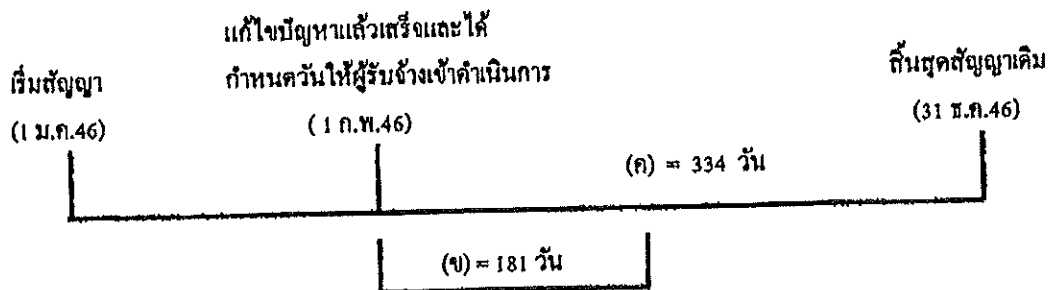 แก้ไขปัญหาแล้วเสร็จและได้
กำหนดวันให้ผู้รับจ้างเข้าดำเนินการ
เริ่มสัญญา
สิ้นสุดสัญญาเดิม
(1 ม.ค.46)
(1 ก.พ.46)
(31 ธ.ค.46)
(ค) = 334 วัน
(ข) = 181 วัน